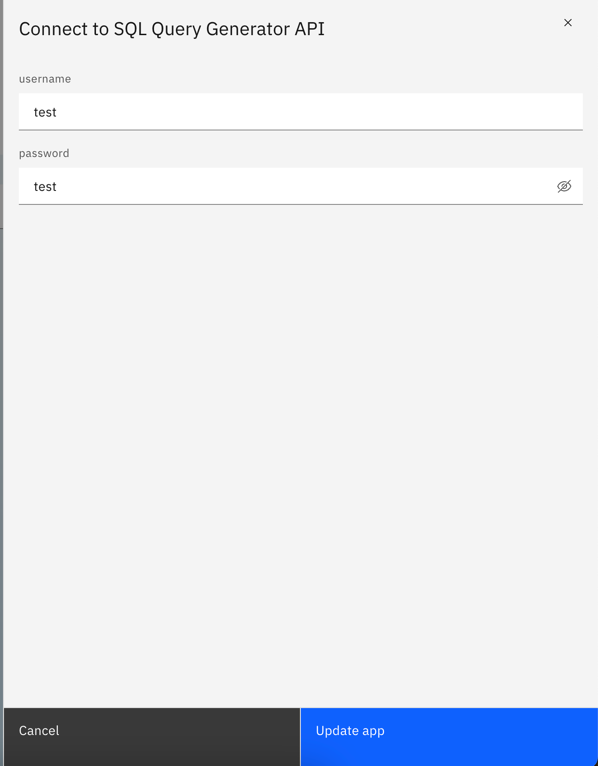 Connect to SQL Query Generator API
username
test
password
test
Cancel
Update app